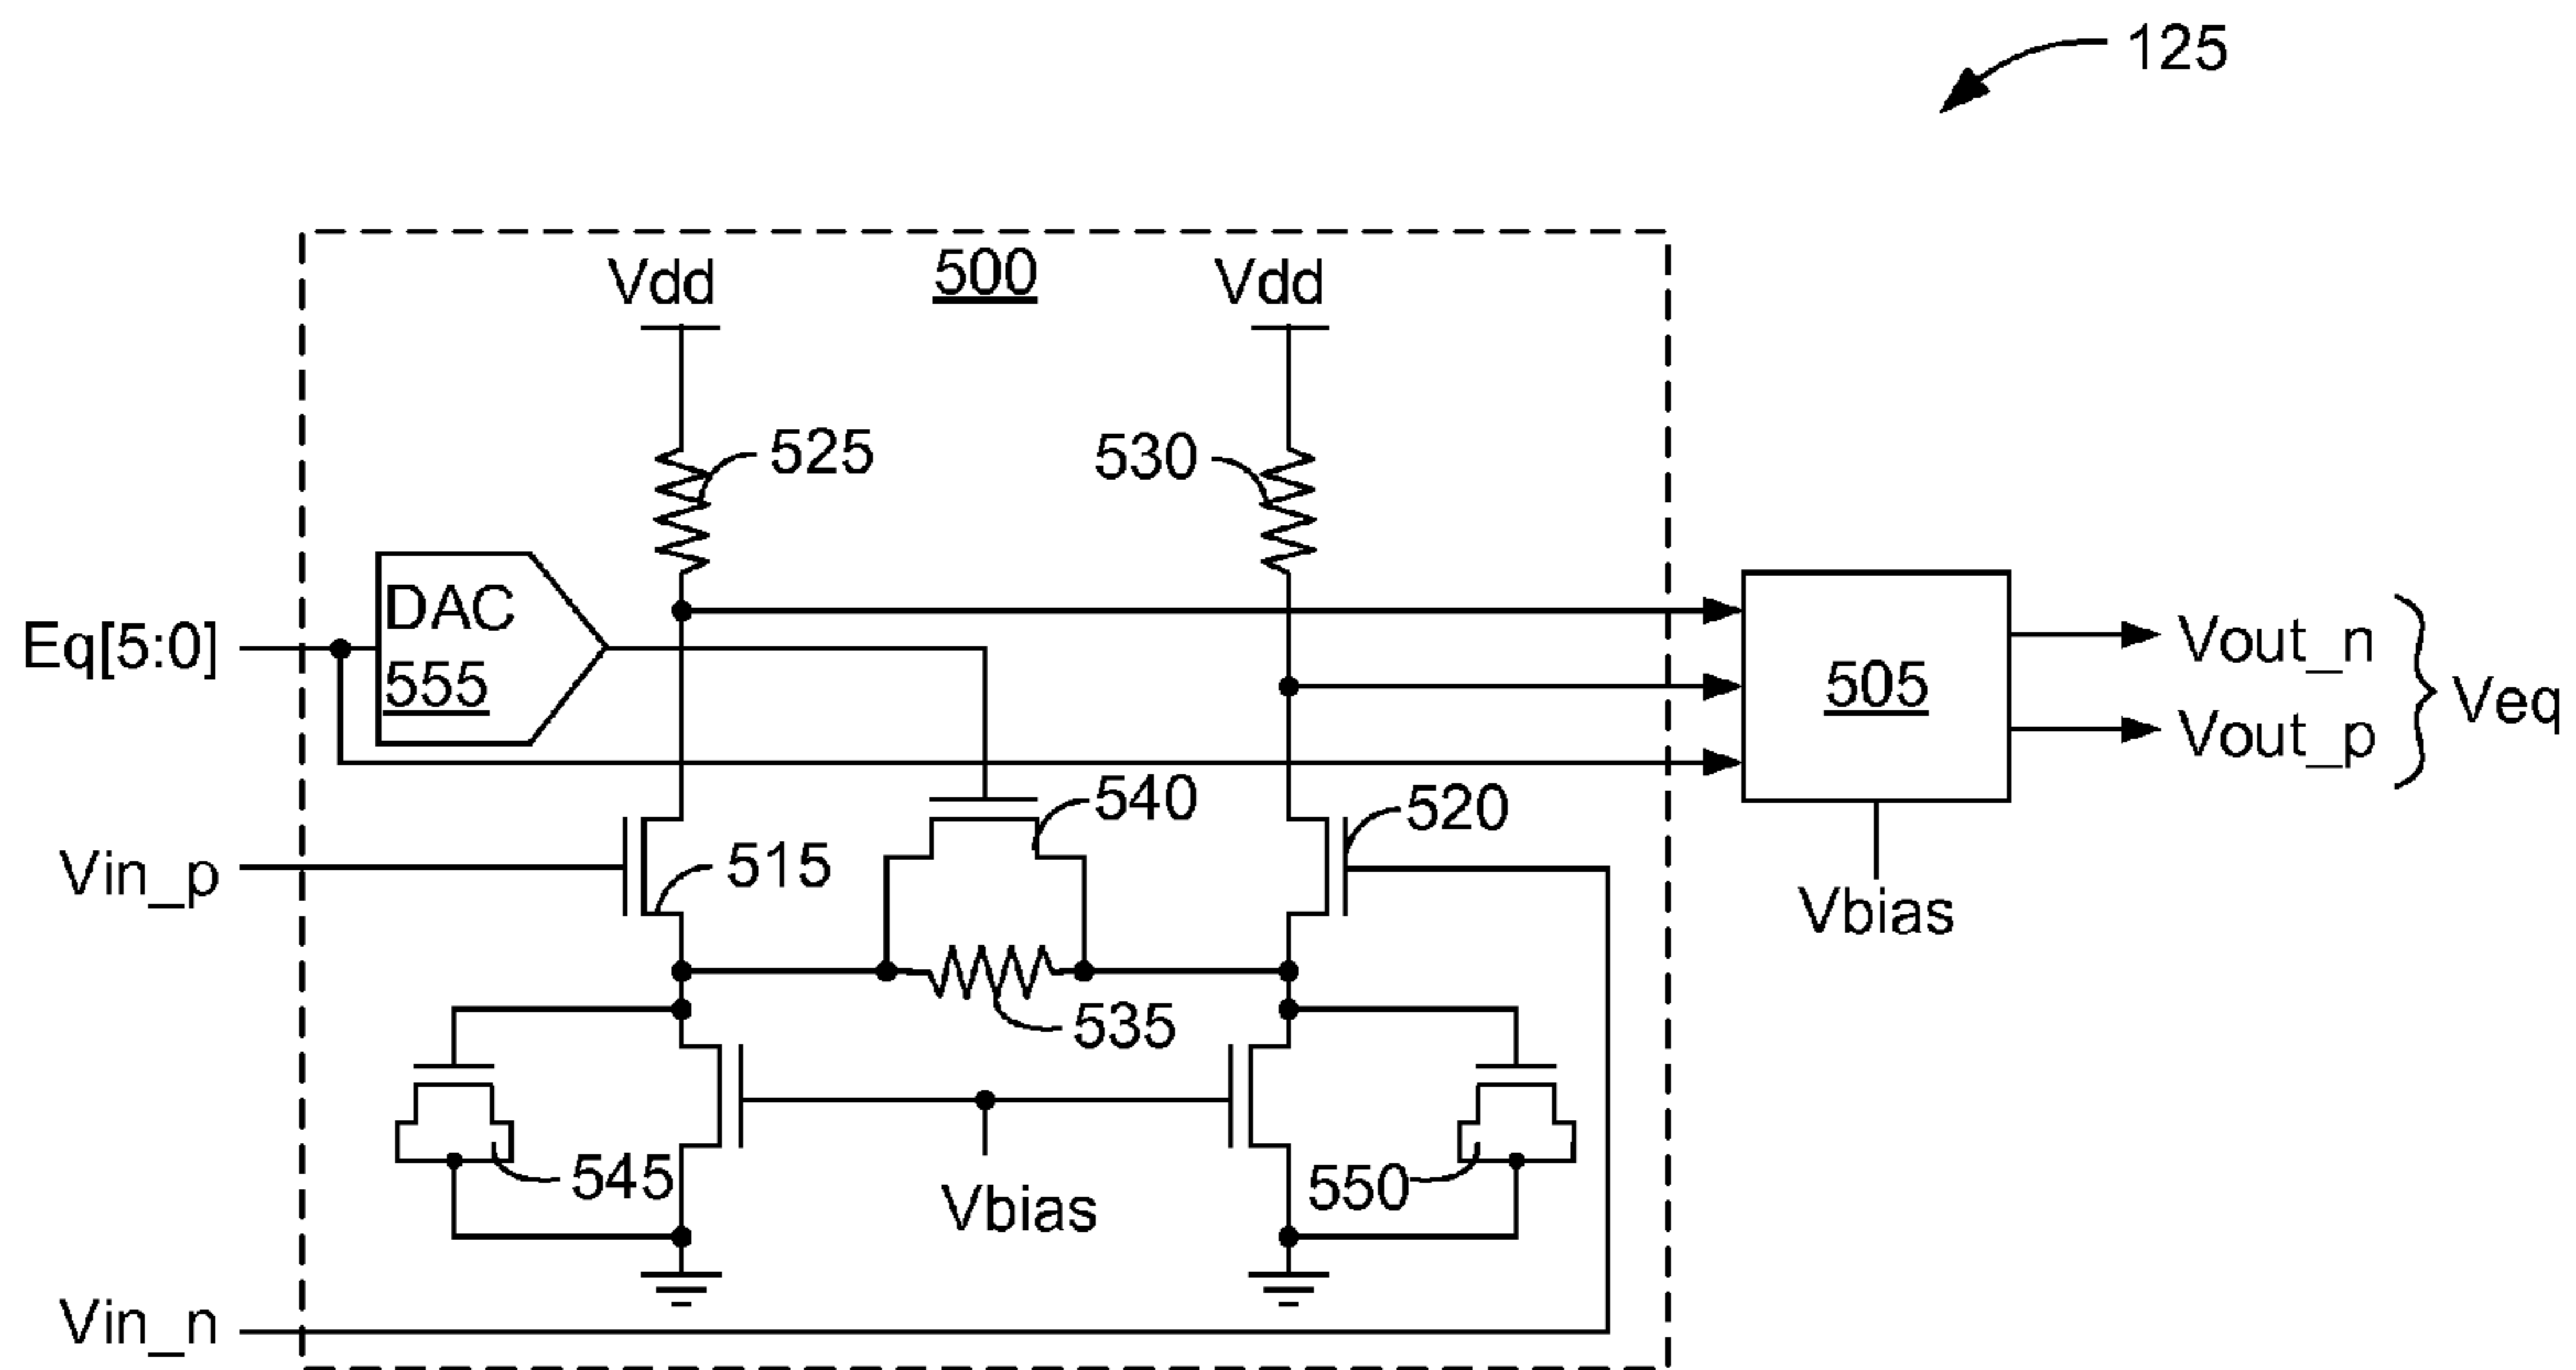 125
Vdd
500
Vdd
525
530
DAC
555
Eq[5:0]
505
Vout_n
Vout_p
Veq
540
520
Vin_p
515
Vbias
535
545
Vbias
550
Vin_n